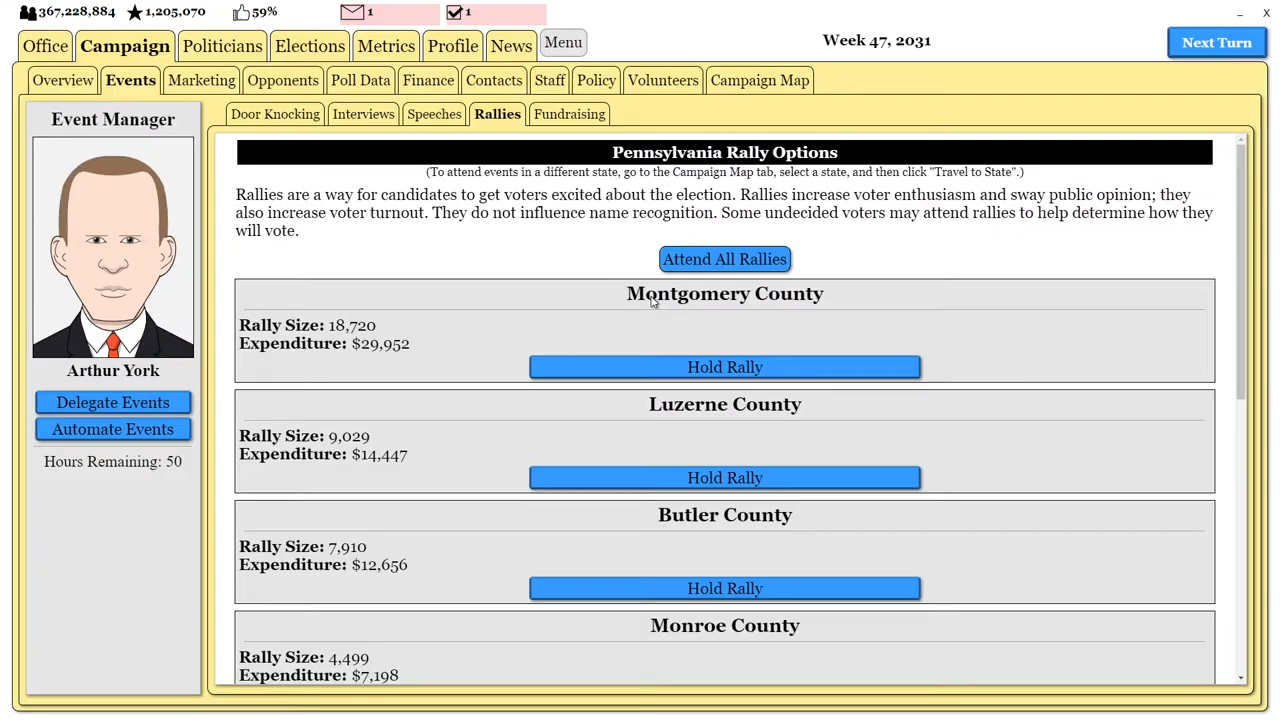 367,228,884 1,205,070 59% 1 1
Office Campaign Politicians Elections Metrics Profile News Menu Week 47, 2031 Next Turn
Overview Events Marketing Opponents Poll Data Finance Contacts Staff Policy Volunteers Campaign Map
Event Manager
Arthur York
Delegate Events
Automate Events
Hours Remaining: 50
Door Knocking Interviews Speeches Rallies Fundraising
Pennsylvania Rally Options
(To attend events in a different state, go to the Campaign Map tab, select a state, and then click "Travel to State".)
Rallies are a way for candidates to get voters excited about the election. Rallies increase voter enthusiasm and sway public opinion; they
also increase voter turnout. They do not influence name recognition. Some undecided voters may attend rallies to help determine how they
will vote.
Attend All Rallies
Montgomery County
Rally Size: 18,720
Expenditure: $29,952
Hold Rally
Luzerne County
Rally Size: 9,029
Expenditure: $14,447
Hold Rally
Butler County
Rally Size: 7,910
Expenditure: $12,656
Hold Rally
Monroe County
Rally Size: 4,499
Expenditure: $7,198